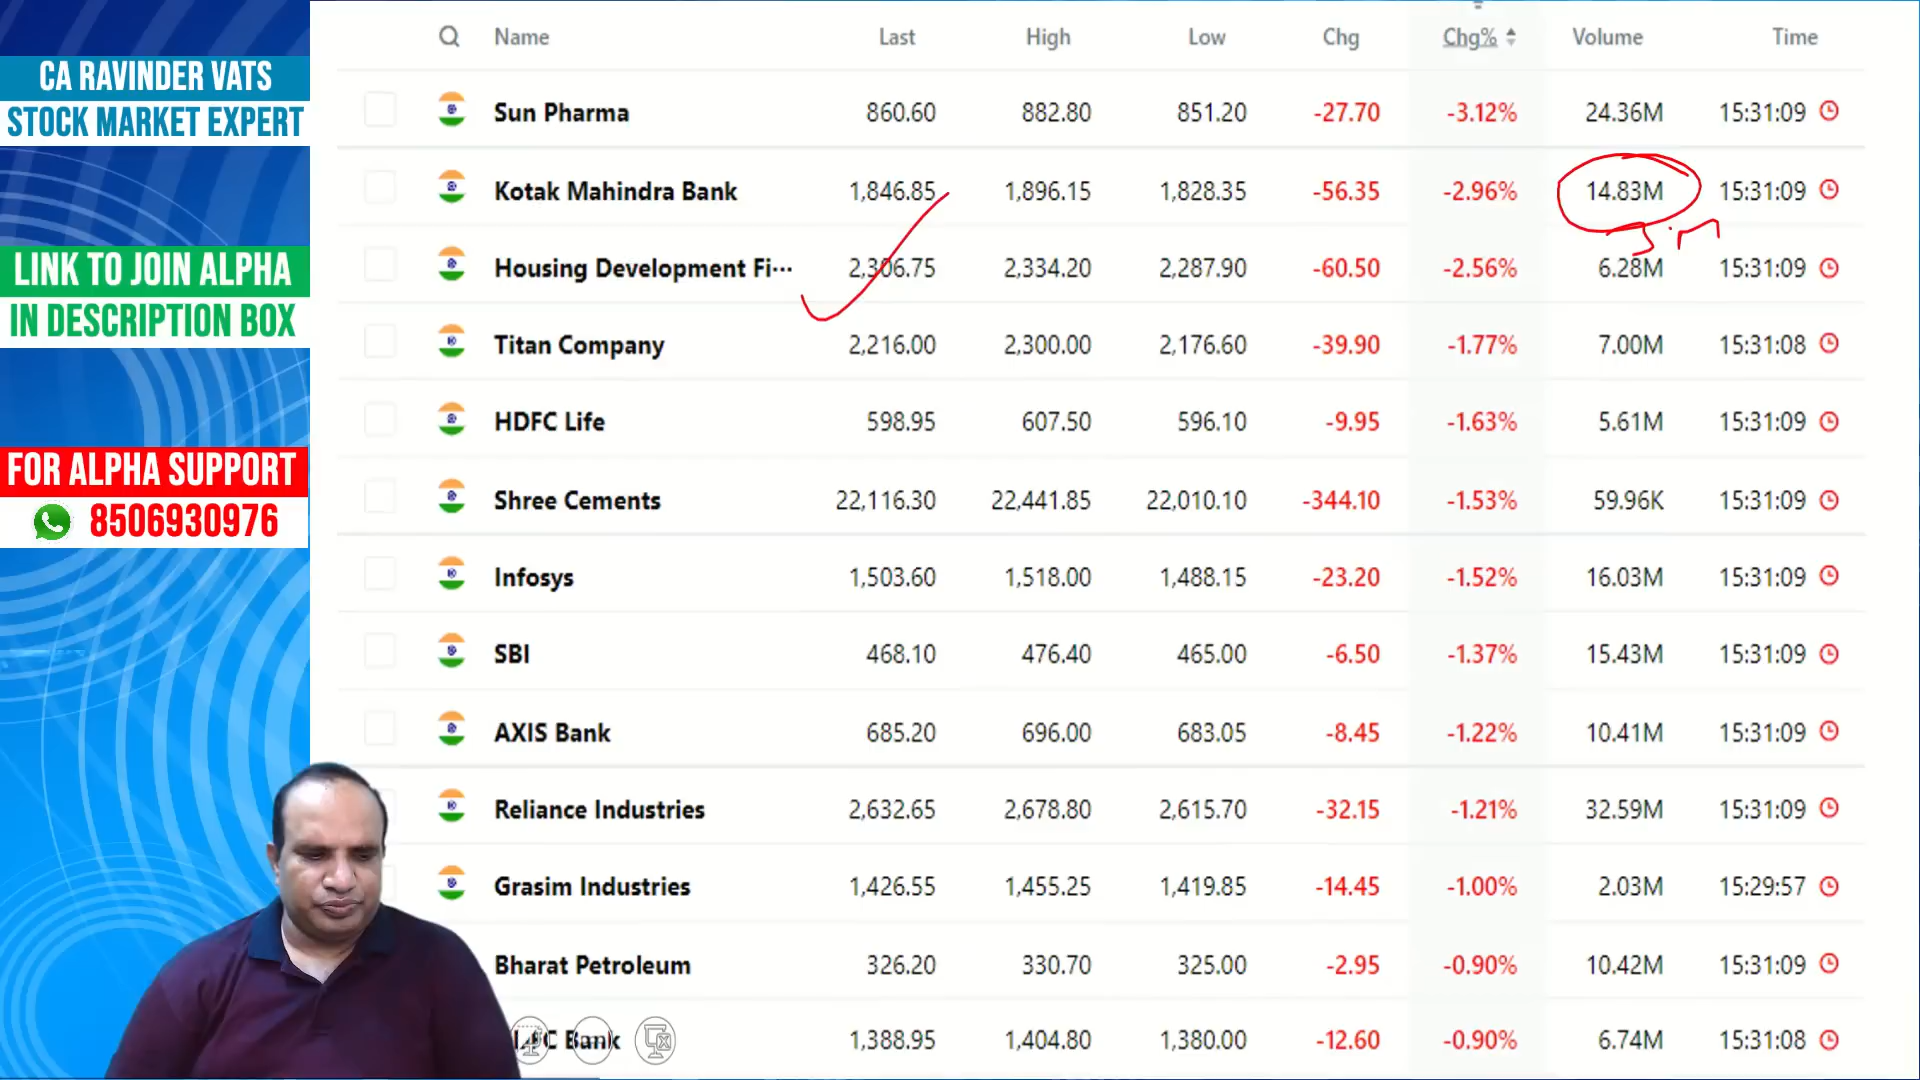 CA RAVINDER VATS
STOCK MARKET EXPERT
LINK TO JOIN ALPHA
IN DESCRIPTION BOX
FOR ALPHA SUPPORT
8506930976
Name Last High Low Chg Chg% Volume Time
Sun Pharma 860.60 882.80 851.20 -27.70 -3.12% 24.36M 15:31:09
Kotak Mahindra Bank 1,846.85 1,896.15 1,828.35 -56.35 -2.96% 14.83M 15:31:09
Housing Development Fi... 2,306.75 2,334.20 2,287.90 -60.50 -2.56% 6.28M 15:31:09
Titan Company 2,216.00 2,300.00 2,176.60 -39.90 -1.77% 7.00M 15:31:08
HDFC Life 598.95 607.50 596.10 -9.95 -1.63% 5.61M 15:31:09
Shree Cements 22,116.30 22,441.85 22,010.10 -344.10 -1.53% 59.96K 15:31:09
Infosys 1,503.60 1,518.00 1,488.15 -23.20 -1.52% 16.03M 15:31:09
SBI 468.10 476.40 465.00 -6.50 -1.37% 15.43M 15:31:09
AXIS Bank 685.20 696.00 683.05 -8.45 -1.22% 10.41M 15:31:09
Reliance Industries 2,632.65 2,678.80 2,615.70 -32.15 -1.21% 32.59M 15:31:09
Grasim Industries 1,426.55 1,455.25 1,419.85 -14.45 -1.00% 2.03M 15:29:57
Bharat Petroleum 326.20 330.70 325.00 -2.95 -0.90% 10.42M 15:31:09
Bank 1,388.95 1,404.80 1,380.00 -12.60 -0.90% 6.74M 15:31:08